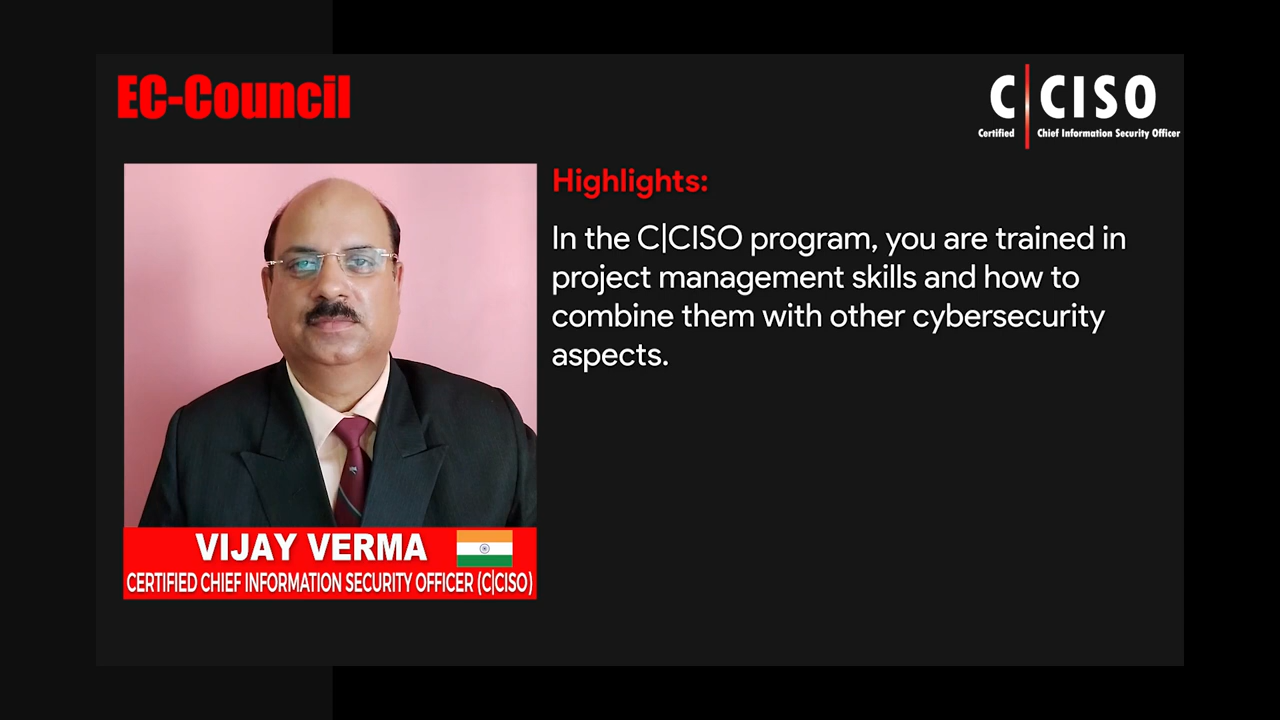 EC-Council
C|CISO
Certified Chief Information Security Officer
Highlights:
In the C|CISO program, you are trained in
project management skills and how to
combine them with other cybersecurity
aspects.
VIJAY VERMA
CERTIFIED CHIEF INFORMATION SECURITY OFFICER (C|CISO)